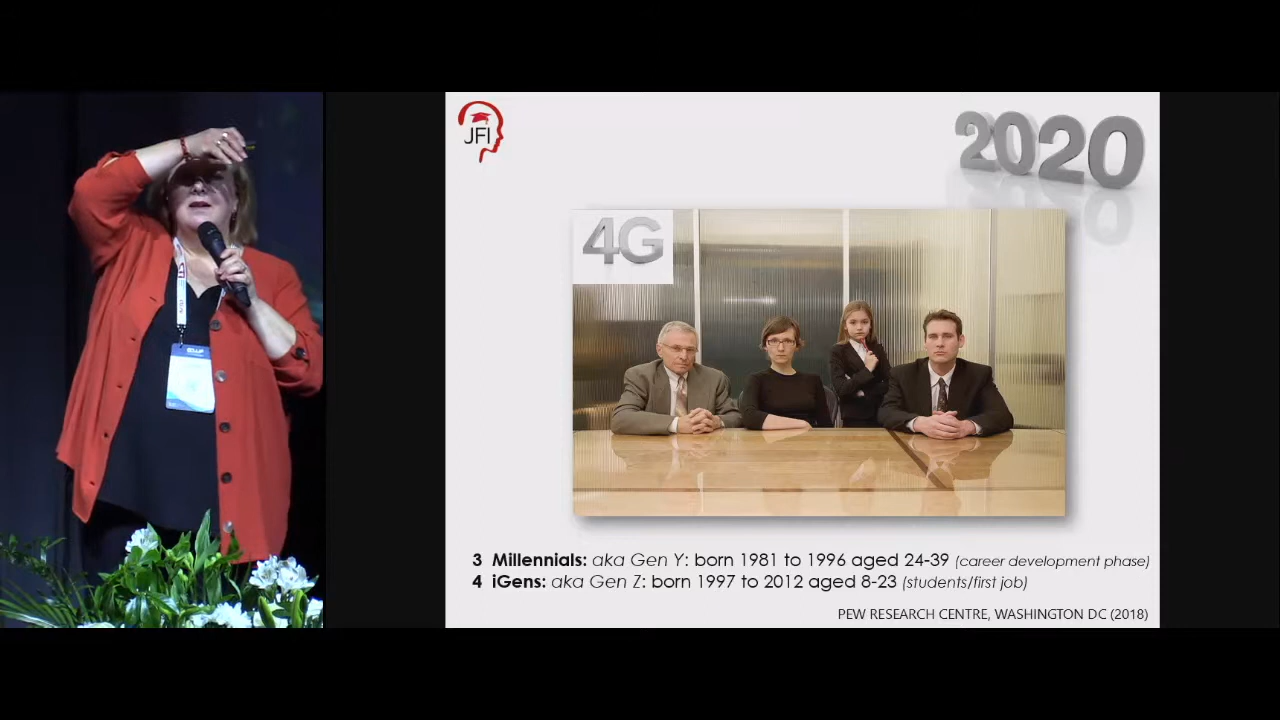 JFI
2020
4G
3 Millennials: aka Gen Y: born 1981 to 1996 aged 24-39 (career development phase)
4 iGens: aka Gen Z: born 1997 to 2012 aged 8-23 (students/first job)
PEW RESEARCH CENTRE, WASHINGTON DC (2018)